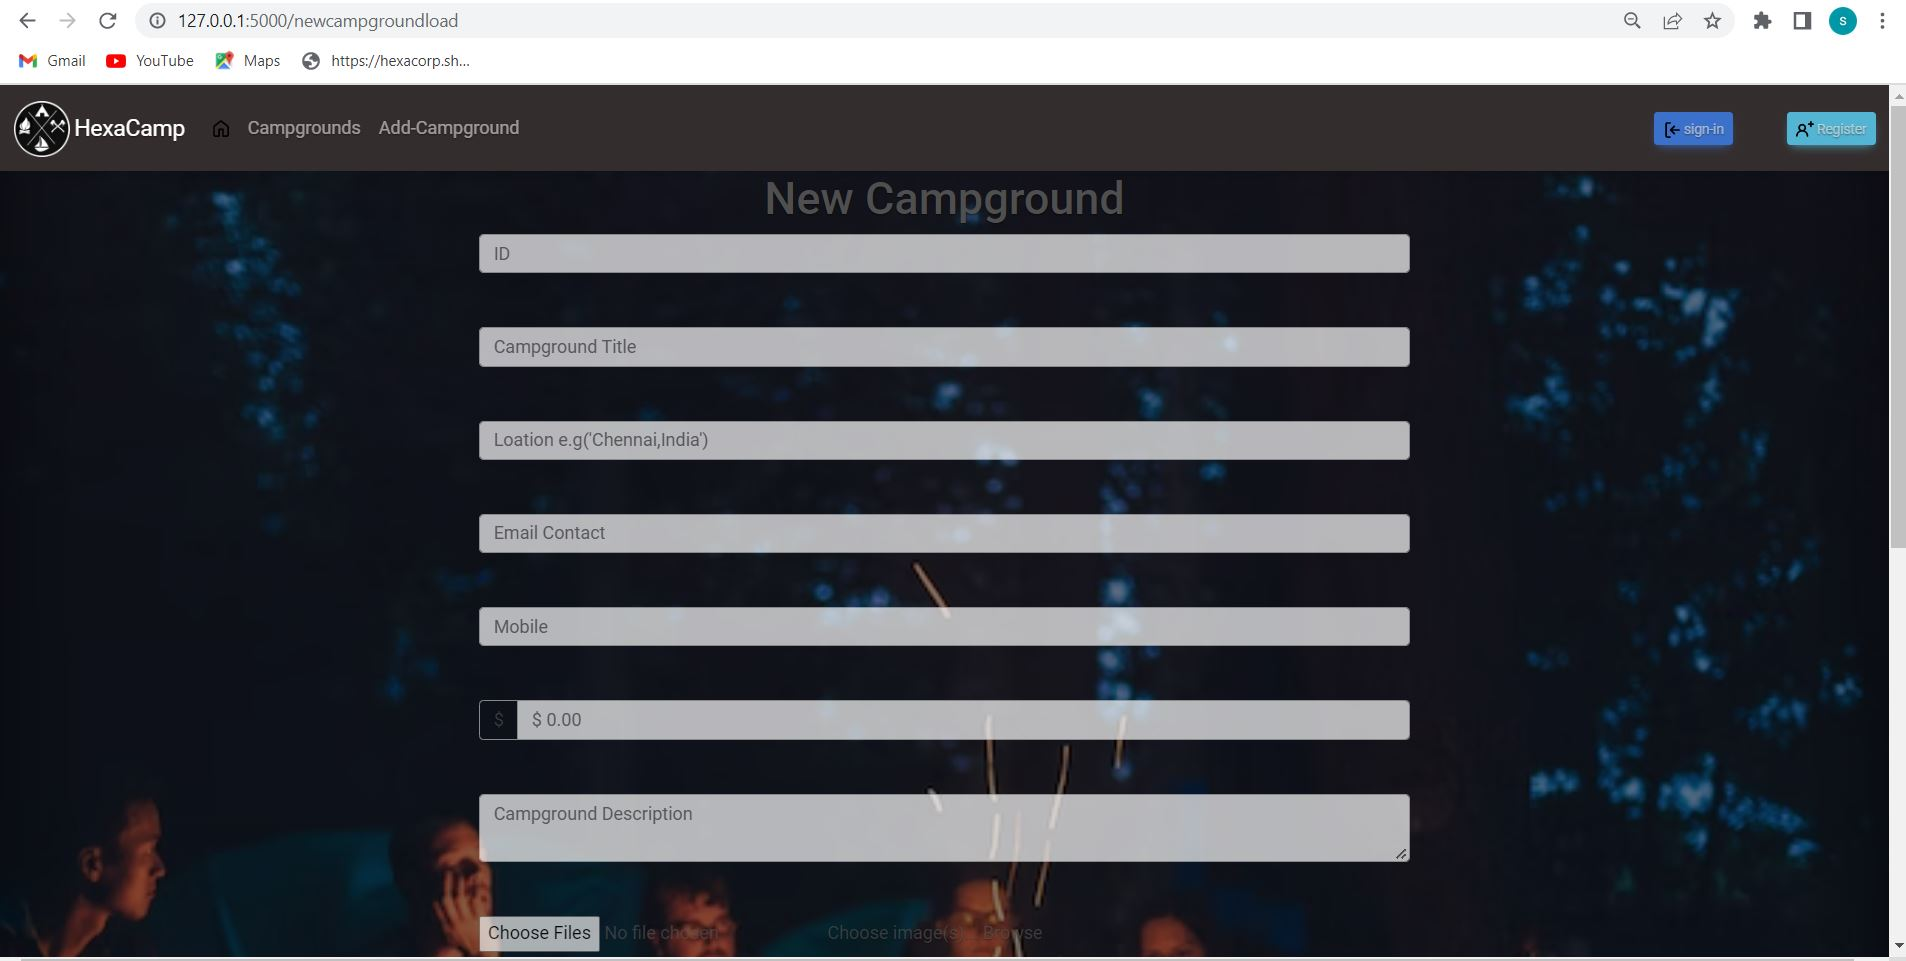 127.0.0.1:5000/newcampgroundload
S
Gmail YouTube Maps https://hexacorp.sh...
HexaCamp Campgrounds Add-Campground sign-in Register
New Campground
ID
Campground Title
Loation e.g('Chennai,India')
Email Contact
Mobile
$ $ 0.00
Campground Description
Choose Files No file chosen Choose image(s)... Browse